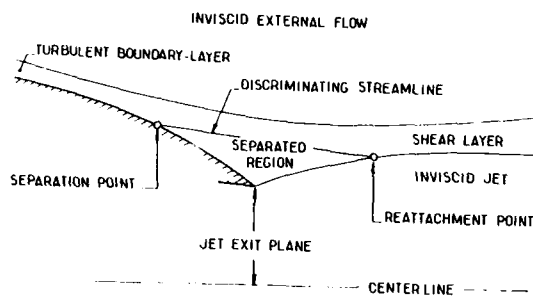 INVISCID EXTERNAL FLOW
TURBULENT BOUNDARY-LAYER
DISCRIMINATING STREAMLINE
SEPARATED
REGION
SHEAR LAYER
SEPARATION POINT
INVISCID JET
REATTACHMENT POINT
JET EXIT PLANE
CENTER LINE